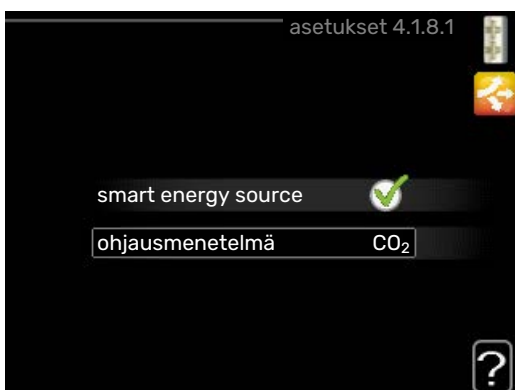 asetukset 4.1.8.1
smart energy source
ohjausmenetelmä CO₂
?